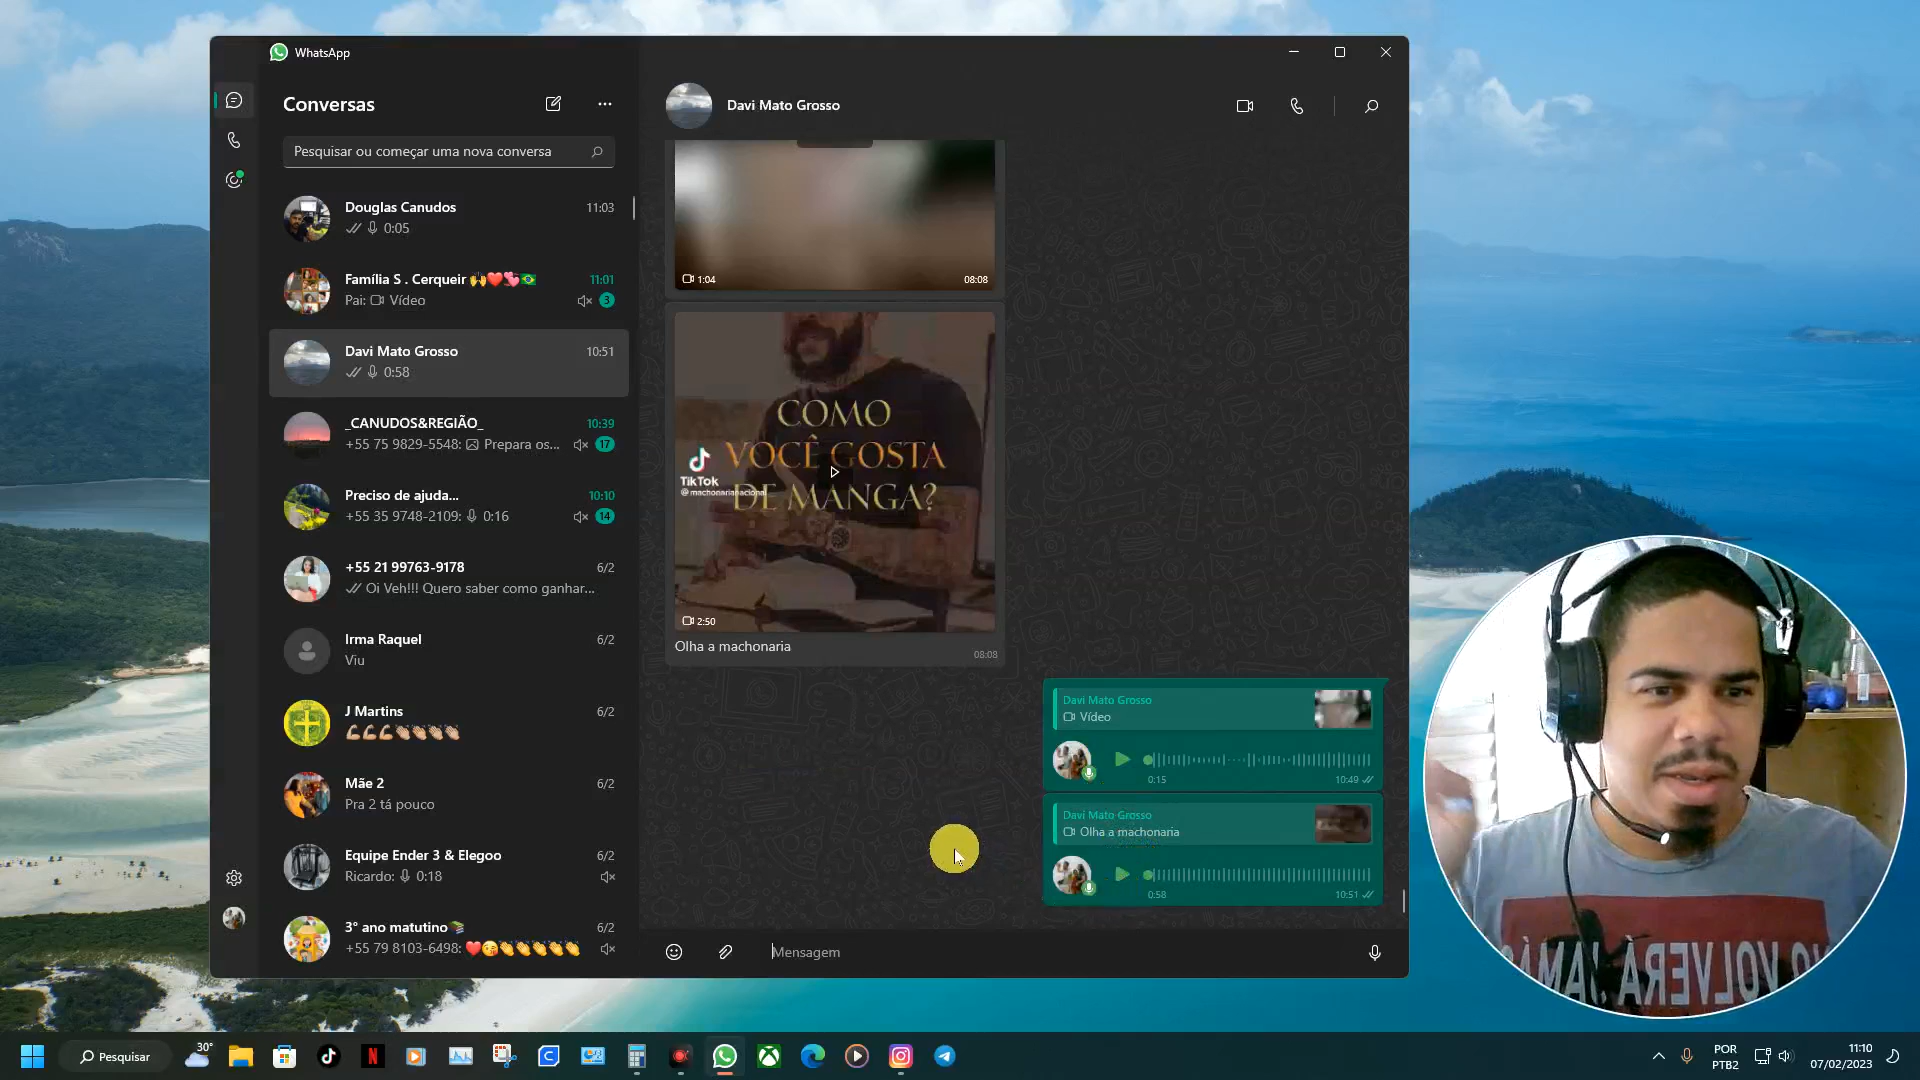 WhatsApp
Conversas
Pesquisar ou começar uma nova conversa
Douglas Canudos 11:03
0:05
Família S . Cerqueir 🙌❤️💞🇧🇷 11:01
Pai: Vídeo 3
Davi Mato Grosso 10:51
0:58
_CANUDOS&REGIÃO_ 10:39
+55 75 9829-5548: Prepara os... 17
Preciso de ajuda... 10:10
+55 35 9748-2109: 0:16 14
+55 21 99763-9178 6/2
Oi Veh!!! Quero saber como ganhar...
Irma Raquel 6/2
Viu
J Martins 6/2
💪🏼💪🏼💪🏼👏🏼👏🏼👏🏼👏🏼
Mãe 2 6/2
Pra 2 tá pouco
Equipe Ender 3 & Elegoo 6/2
Ricardo: 0:18
3° ano matutino📚 6/2
+55 79 8103-6498: ❤️😘👏👏👏👏👏
Davi Mato Grosso
1:04 08:08
COMO
VOCÊ GOSTA
DE MANGA?
TikTok
@machonarianacional
2:50
Olha a machonaria
08:08
Davi Mato Grosso
Vídeo
0:15 10:49
Davi Mato Grosso
Olha a machonaria
0:58 10:51
Mensagem
NO VOLVERÁ JAMÁS
30°
Pesquisar
POR
PTB2
11:10
07/02/2023